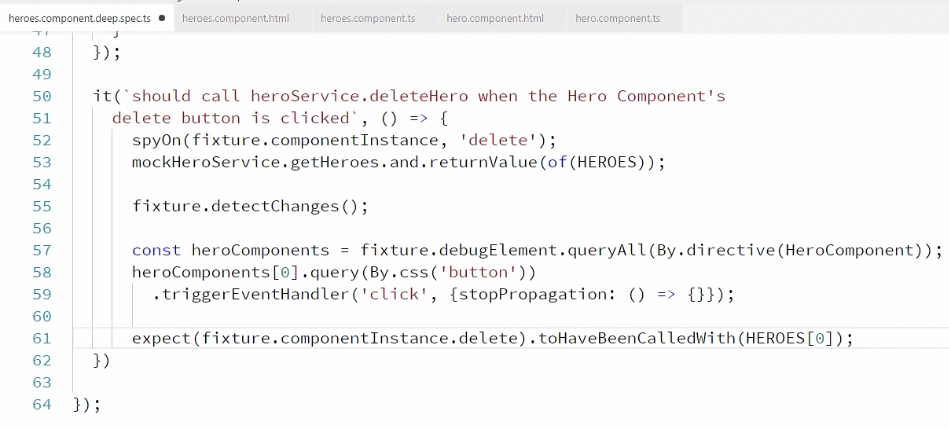 heroes.component.deep.spec.ts ● heroes.component.html heroes.component.ts hero.component.html hero.component.ts
47 }
48 });
49
50 it(`should call heroService.deleteHero when the Hero Component's
51 delete button is clicked`, () => {
52 spyOn(fixture.componentInstance, 'delete');
53 mockHeroService.getHeroes.and.returnValue(of(HEROES));
54
55 fixture.detectChanges();
56
57 const heroComponents = fixture.debugElement.queryAll(By.directive(HeroComponent));
58 heroComponents[0].query(By.css('button'))
59 .triggerEventHandler('click', {stopPropagation: () => {}});
60
61 expect(fixture.componentInstance.delete).toHaveBeenCalledWith(HEROES[0]);
62 })
63
64 });